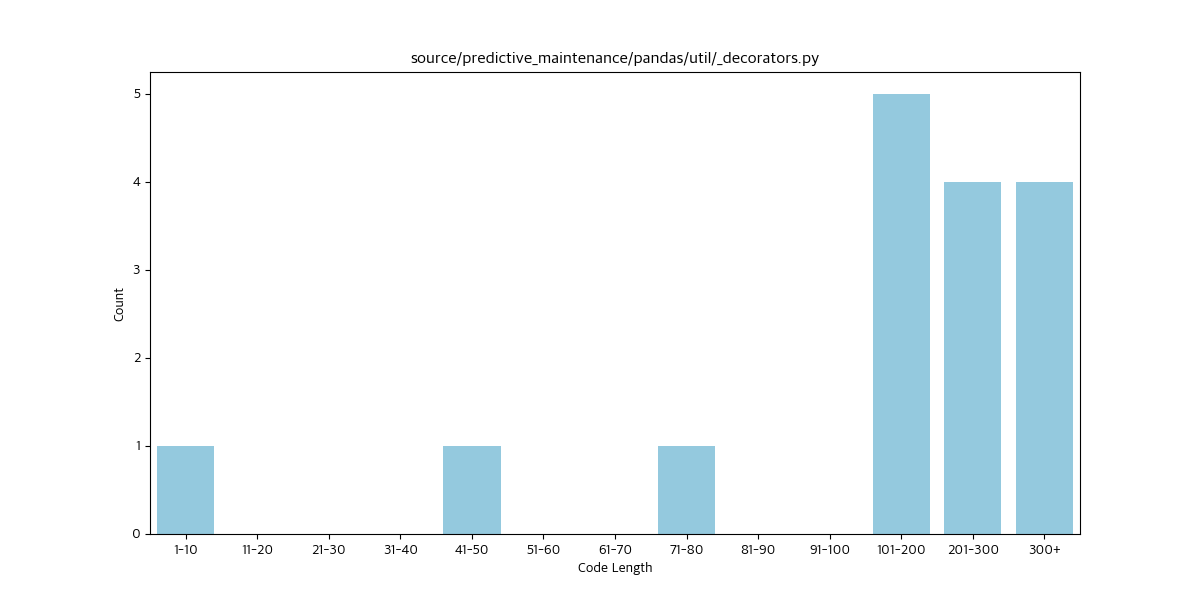 source/predictive_maintenance/pandas/util/_decorators.py
Count
5
4
3
2
1
0
1-10 11-20 21-30 31-40 41-50 51-60 61-70 71-80 81-90 91-100 101-200 201-300 300+
Code Length